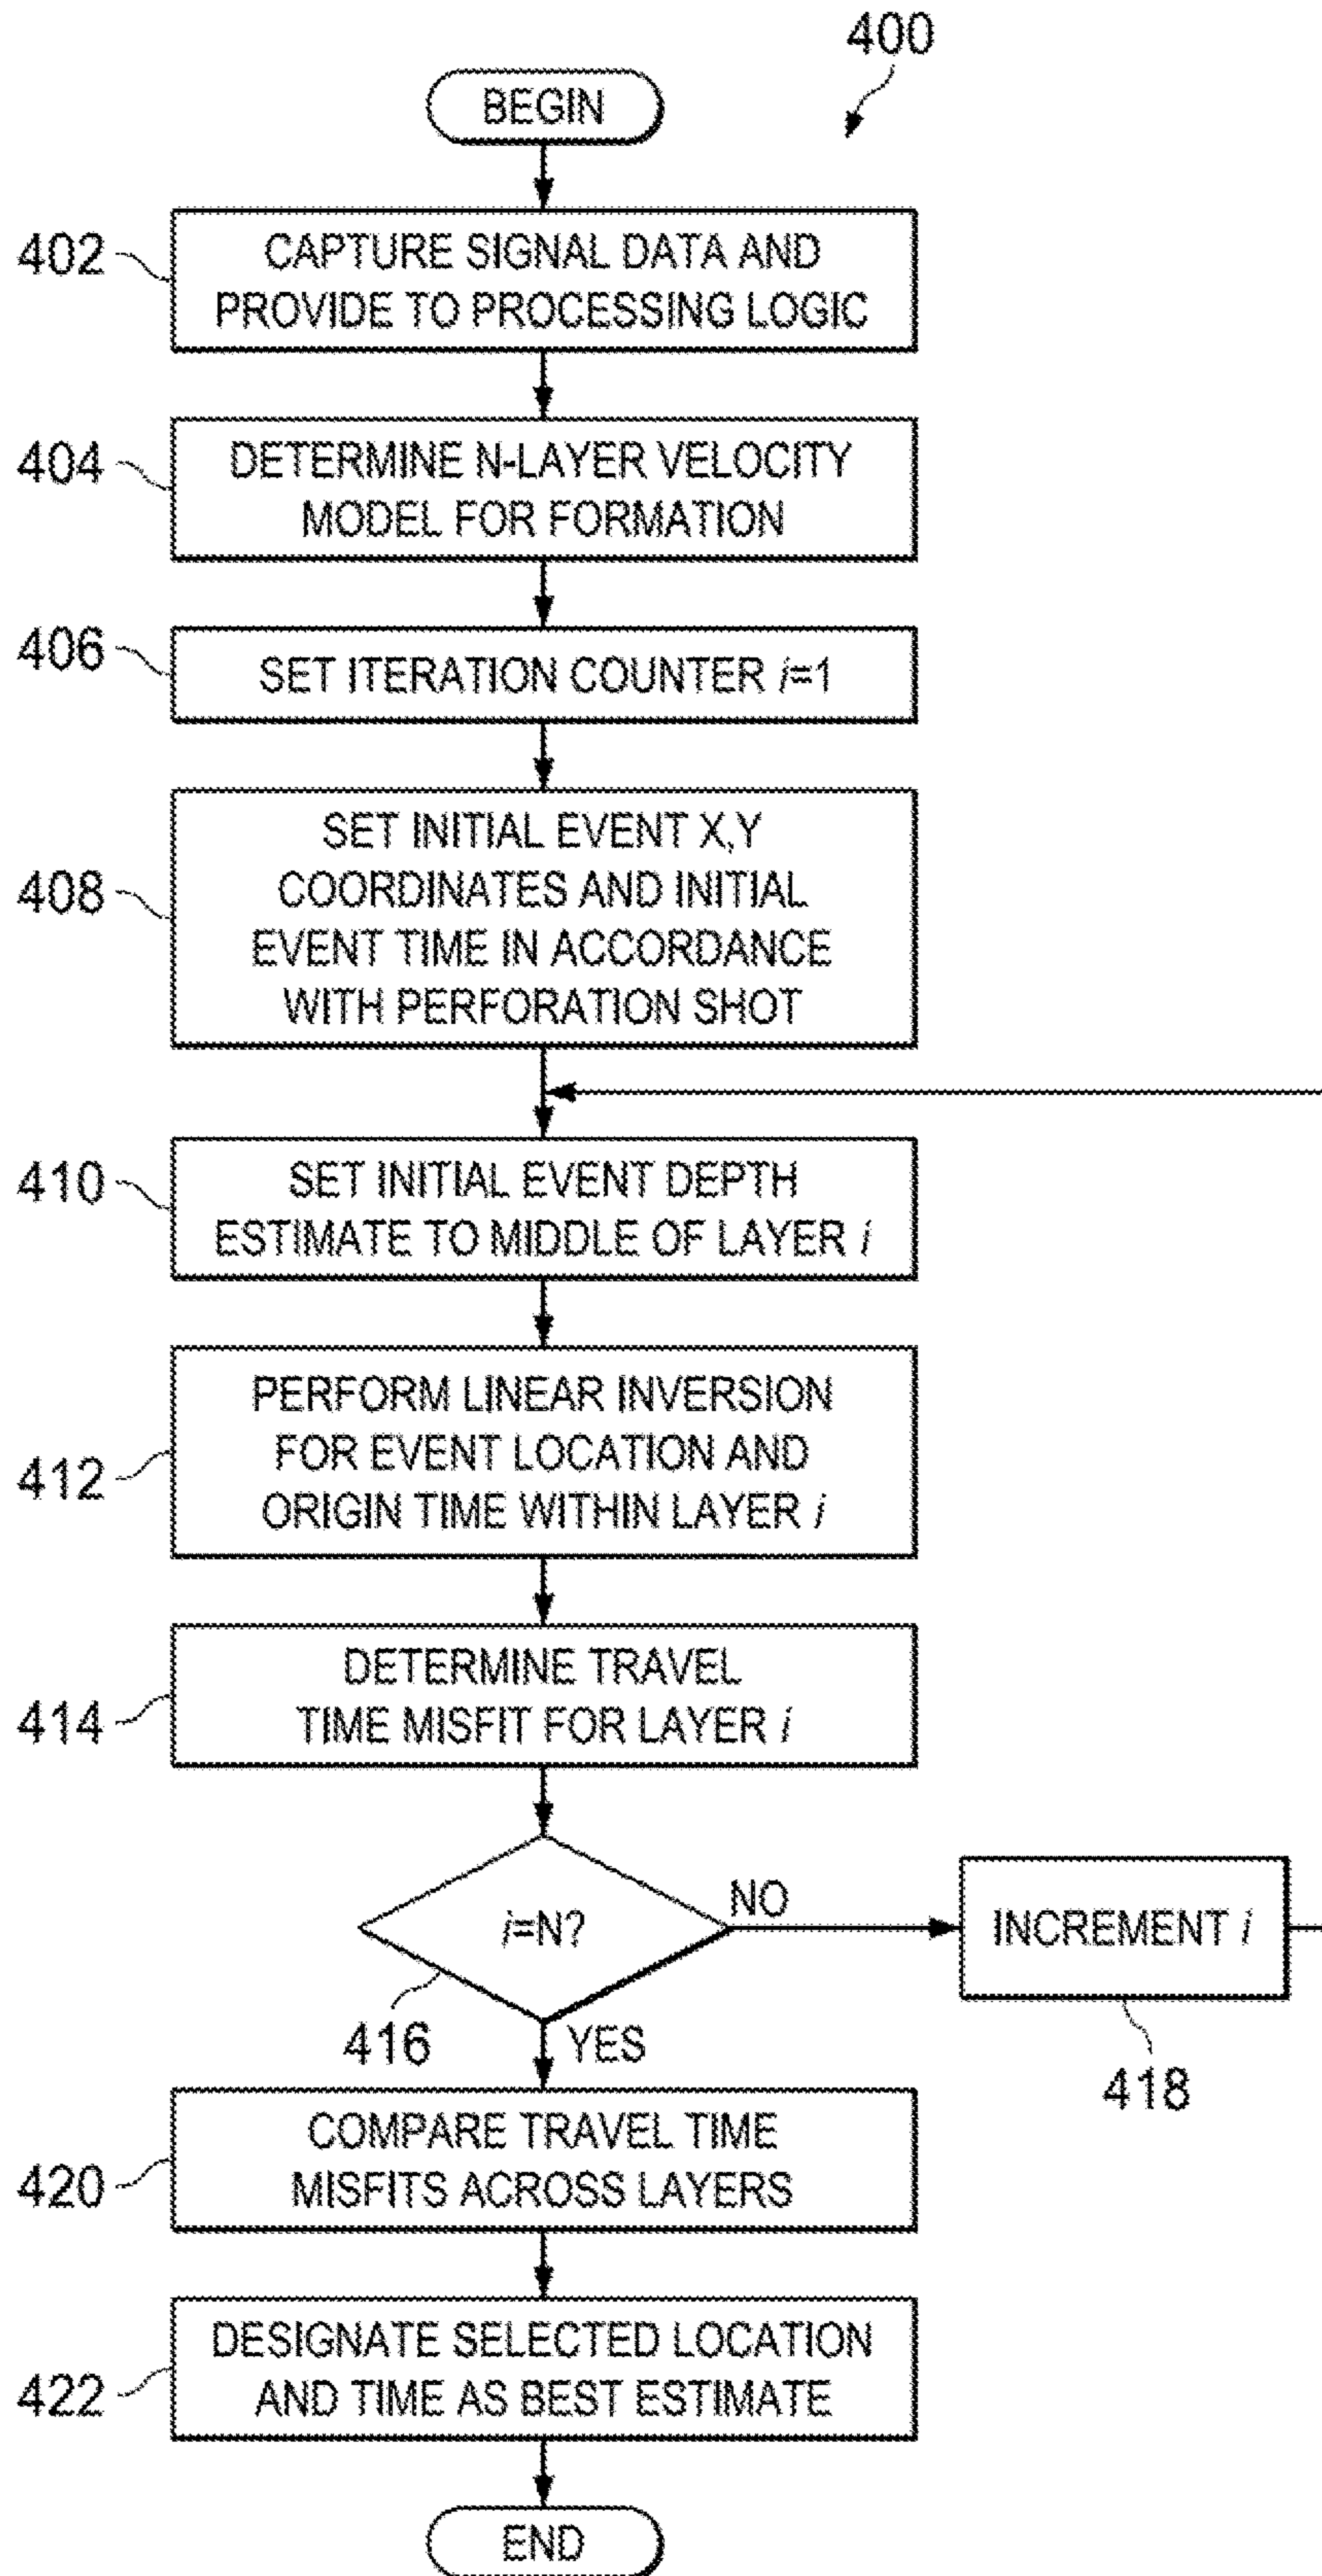 400
BEGIN
402
CAPTURE SIGNAL DATA AND
PROVIDE TO PROCESSING LOGIC
404
DETERMINE N-LAYER VELOCITY
MODEL FOR FORMATION
406
SET ITERATION COUNTER i=1
408
SET INITIAL EVENT X,Y
COORDINATES AND INITIAL
EVENT TIME IN ACCORDANCE
WITH PERFORATION SHOT
410
SET INITIAL EVENT DEPTH
ESTIMATE TO MIDDLE OF LAYER i
412
PERFORM LINEAR INVERSION
FOR EVENT LOCATION AND
ORIGIN TIME WITHIN LAYER i
414
DETERMINE TRAVEL
TIME MISFIT FOR LAYER i
i=N?
NO
INCREMENT i
416
YES
418
420
COMPARE TRAVEL TIME
MISFITS ACROSS LAYERS
422
DESIGNATE SELECTED LOCATION
AND TIME AS BEST ESTIMATE
END